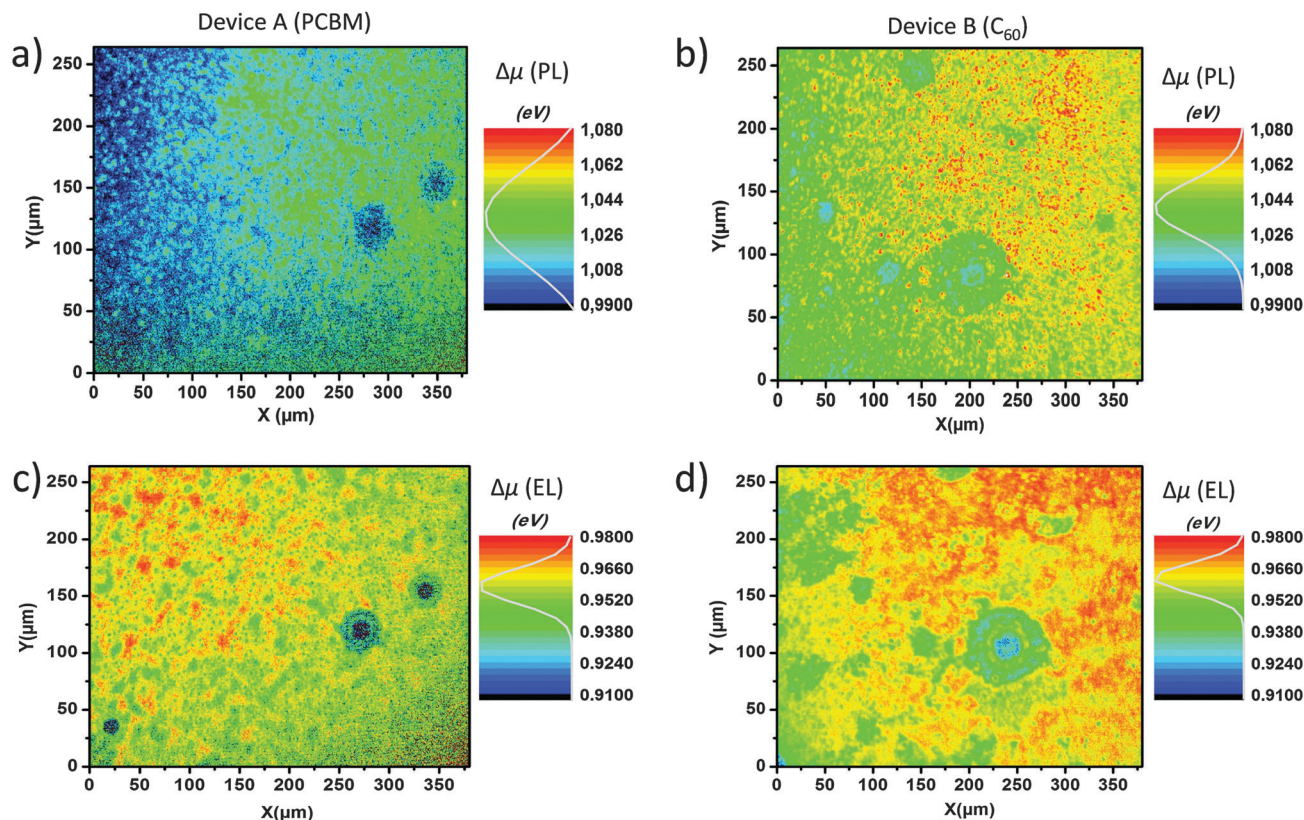 Device A (PCBM)
Device B (C₆₀)
a)
Y(µm)
250
200
150
100
50
0
0 50 100 150 200 250 300 350
X (µm)
Δμ (PL)
(eV)
1,080
1,062
1,044
1,026
1,008
0,9900
b)
Y(µm)
250
200
150
100
50
0
0 50 100 150 200 250 300 350
X(µm)
Δμ (PL)
(eV)
1,080
1,062
1,044
1,026
1,008
0,9900
c)
Y(µm)
250
200
150
100
50
0
0 50 100 150 200 250 300 350
X(µm)
Δμ (EL)
(eV)
0.9800
0.9660
0.9520
0.9380
0.9240
0.9100
d)
Y (µm)
250
200
150
100
50
0
0 50 100 150 200 250 300 350
X(µm)
Δμ (EL)
(eV)
0.9800
0.9660
0.9520
0.9380
0.9240
0.9100